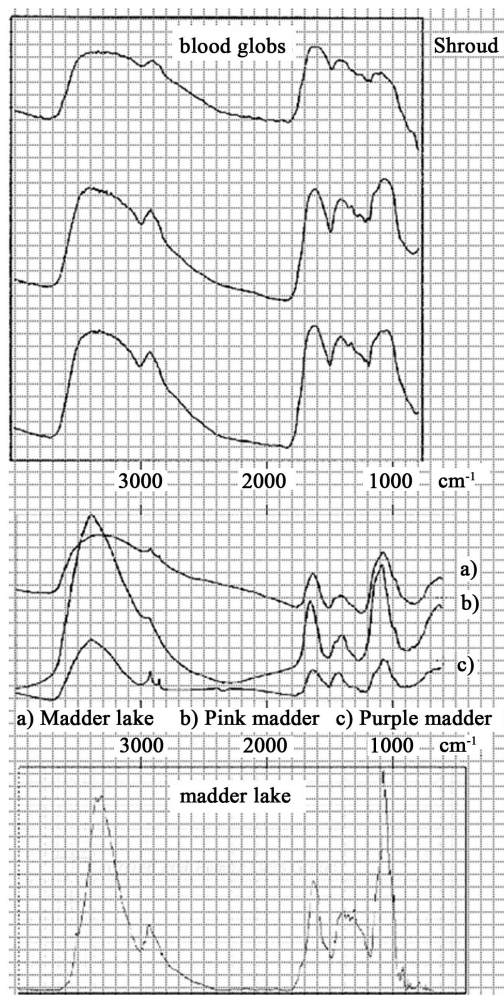 blood globs
Shroud
3000 2000 1000 cm-1
a)
b)
c)
a) Madder lake b) Pink madder c) Purple madder
3000 2000 1000 cm-1
madder lake